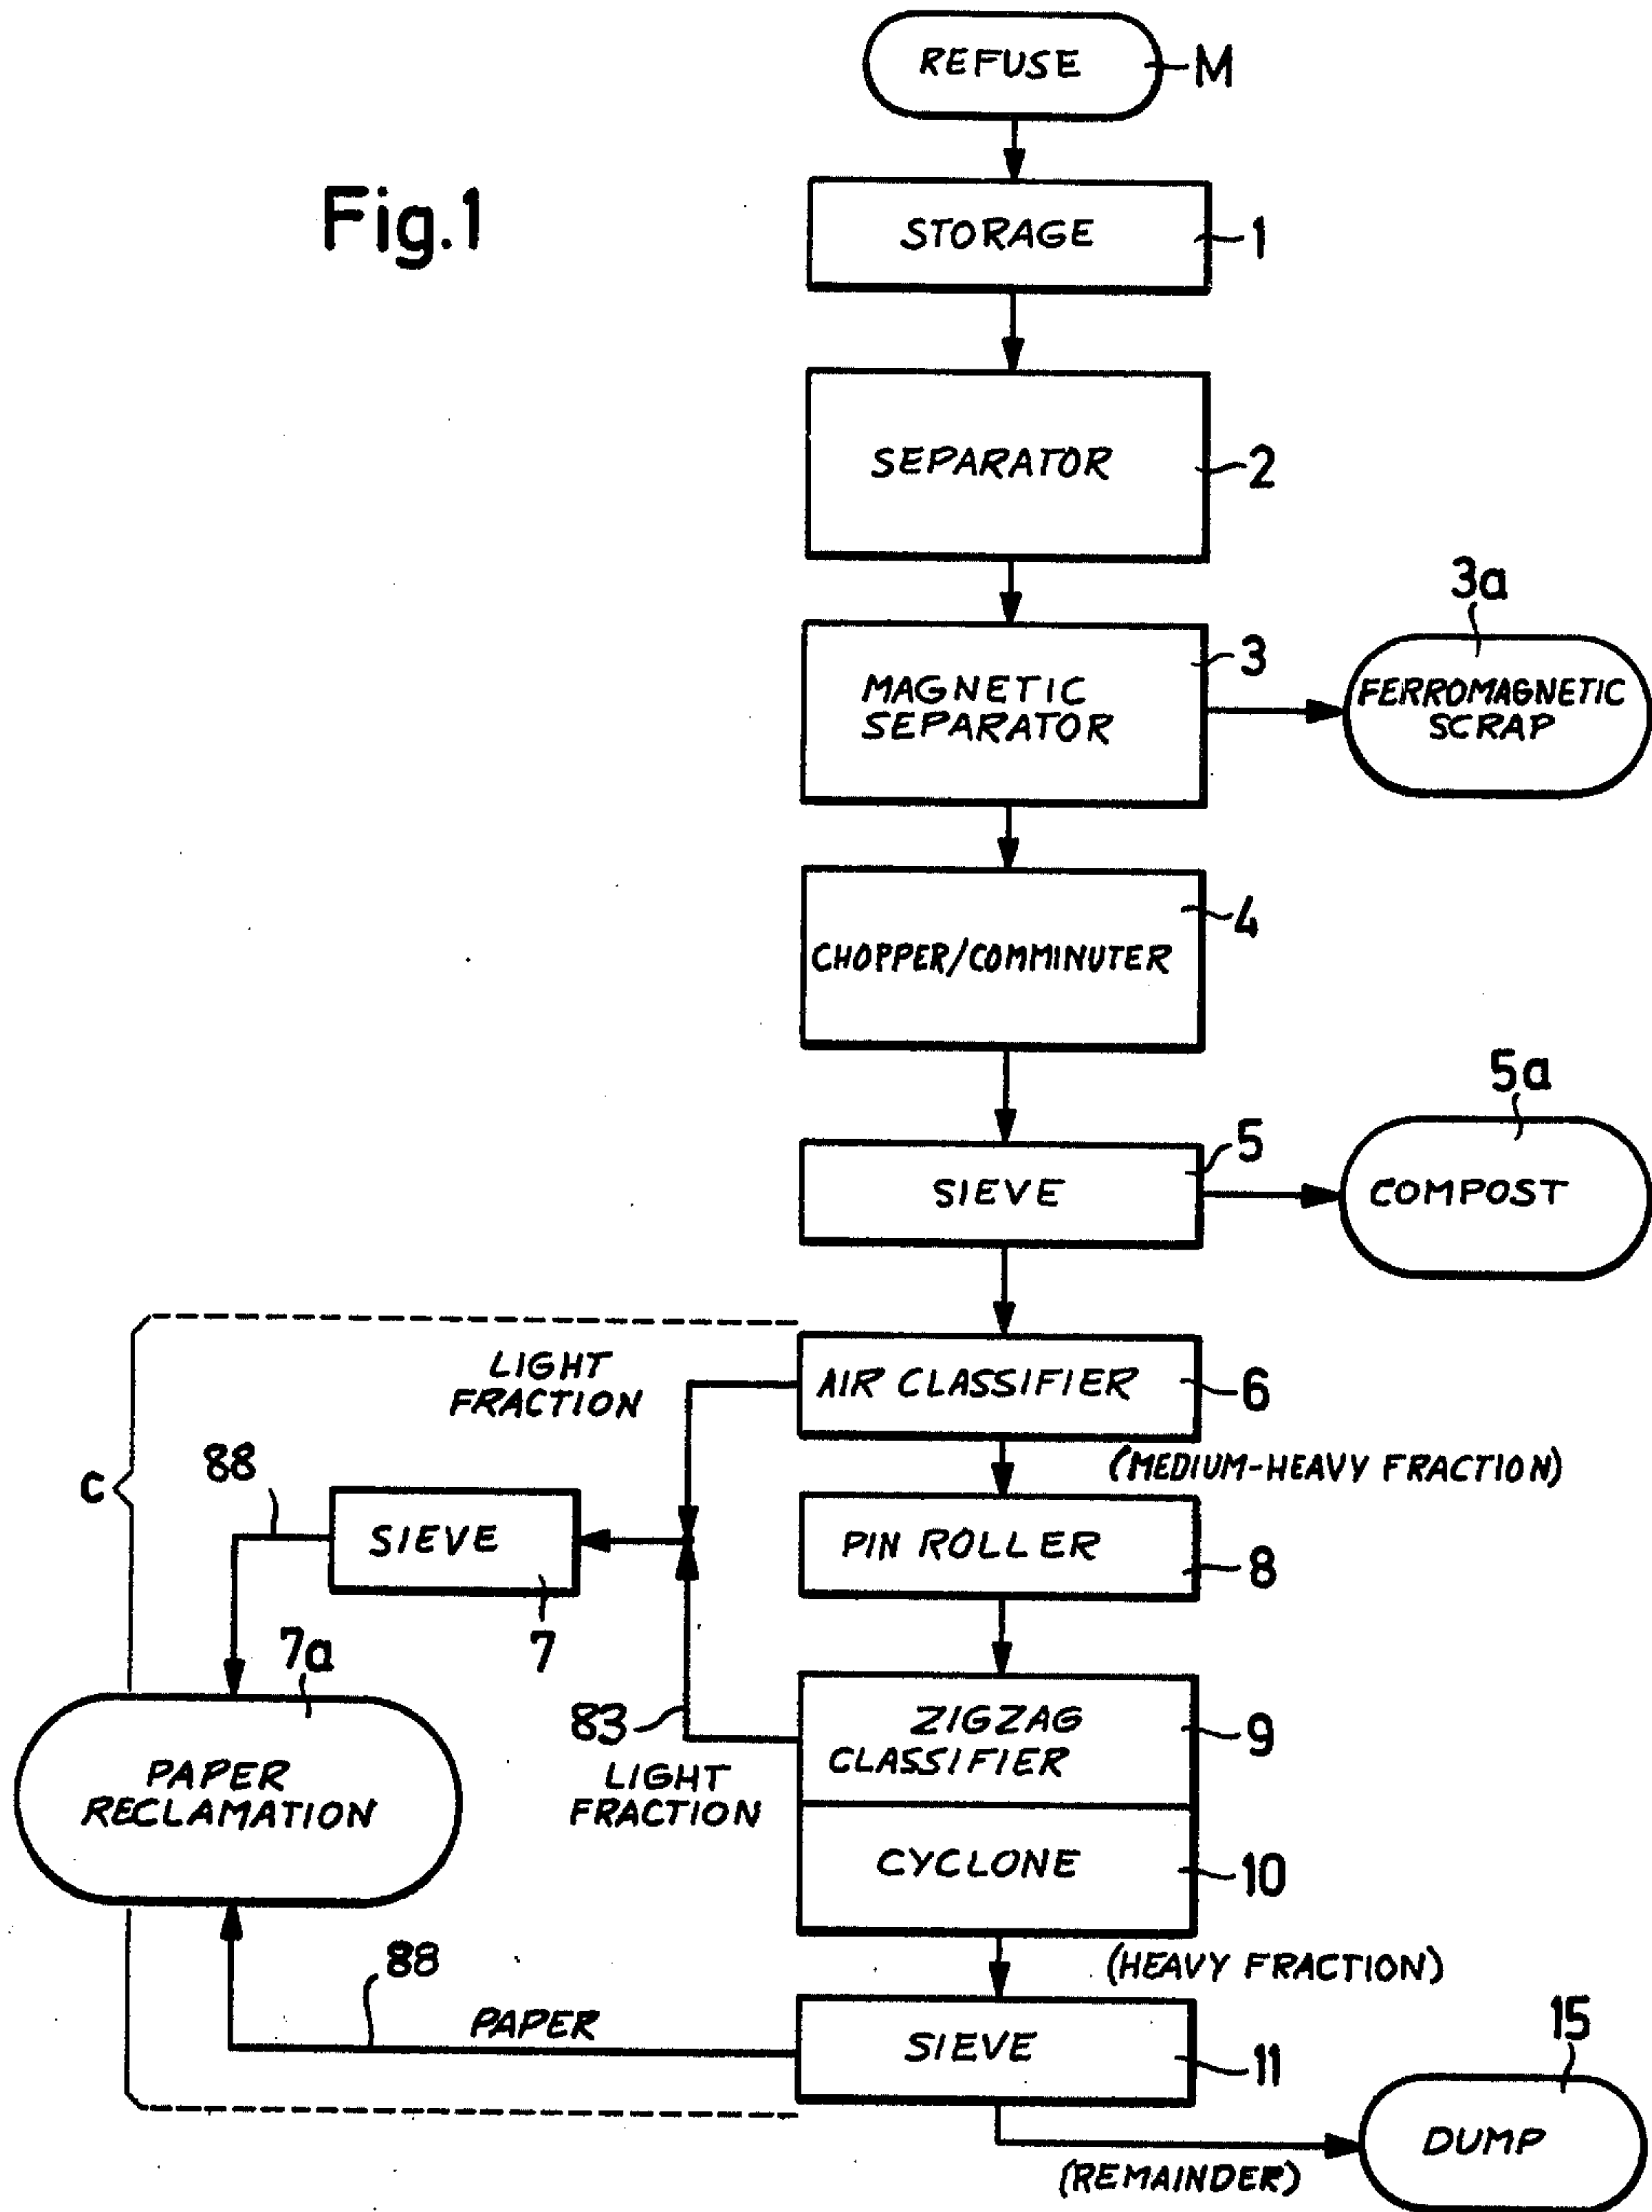 REFUSE
M
Fig.1
STORAGE
1
SEPARATOR
2
3a
3
MAGNETIC
SEPARATOR
FERROMAGNETIC
SCRAP
4
CHOPPER/COMMINUTER
5a
5
SIEVE
COMPOST
LIGHT
FRACTION
AIR CLASSIFIER
6
(MEDIUM-HEAVY FRACTION)
88
C
SIEVE
7
PIN ROLLER
8
7a
83
ZIGZAG
CLASSIFIER
9
PAPER
RECLAMATION
LIGHT
FRACTION
CYCLONE
10
(HEAVY FRACTION)
88
PAPER
SIEVE
11
15
DUMP
(REMAINDER)